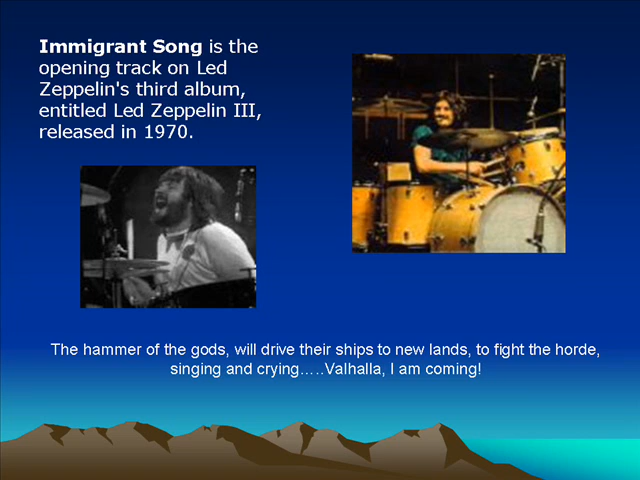 Immigrant Song is the
opening track on Led
Zeppelin's third album,
entitled Led Zeppelin III,
released in 1970.
The hammer of the gods, will drive their ships to new lands, to fight the horde,
singing and crying…..Valhalla, I am coming!